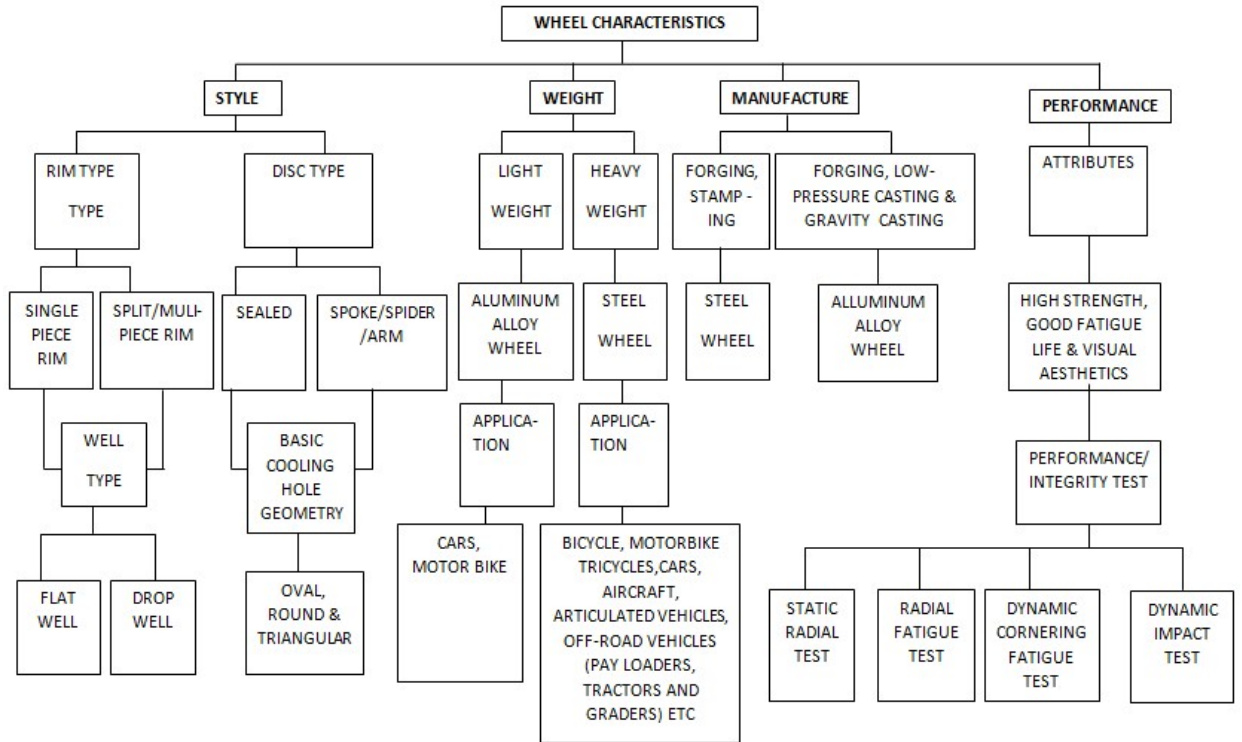 WHEEL CHARACTERISTICS
STYLE
WEIGHT
MANUFACTURE
PERFORMANCE
RIM TYPE
TYPE
DISC TYPE
LIGHT
WEIGHT
HEAVY
WEIGHT
FORGING,
STAMP -
ING
FORGING, LOW-
PRESSURE CASTING &
GRAVITY CASTING
ATTRIBUTES
SINGLE
PIECE
RIM
SPLIT/MULI-
PIECE RIM
SEALED
SPOKE/SPIDER
/ARM
ALUMINUM
ALLOY
WHEEL
STEEL
WHEEL
STEEL
WHEEL
ALLUMINUM
ALLOY
WHEEL
HIGH STRENGTH,
GOOD FATIGUE
LIFE & VISUAL
AESTHETICS
WELL
TYPE
BASIC
COOLING
HOLE
GEOMETRY
APPLICA-
TION
APPLICA-
TION
PERFORMANCE/
INTEGRITY TEST
FLAT
WELL
DROP
WELL
OVAL,
ROUND &
TRIANGULAR
CARS,
MOTOR BIKE
BICYCLE, MOTORBIKE
TRICYCLES,CARS,
AIRCRAFT,
ARTICULATED VEHICLES,
OFF-ROAD VEHICLES
(PAY LOADERS,
TRACTORS AND
GRADERS) ETC
STATIC
RADIAL
TEST
RADIAL
FATIGUE
TEST
DYNAMIC
CORNERING
FATIGUE
TEST
DYNAMIC
IMPACT
TEST